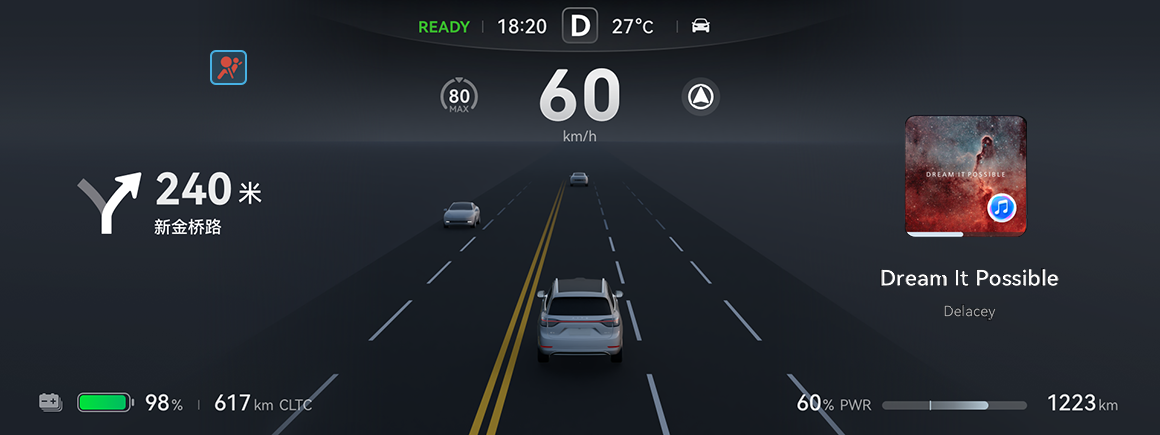 READY 18:20 D 27°C
80
MAX
60
km/h
240 米
新金桥路
DREAM IT POSSIBLE
Dream It Possible
Delacey
98% 617 km CLTC
60% PWR 1223 km